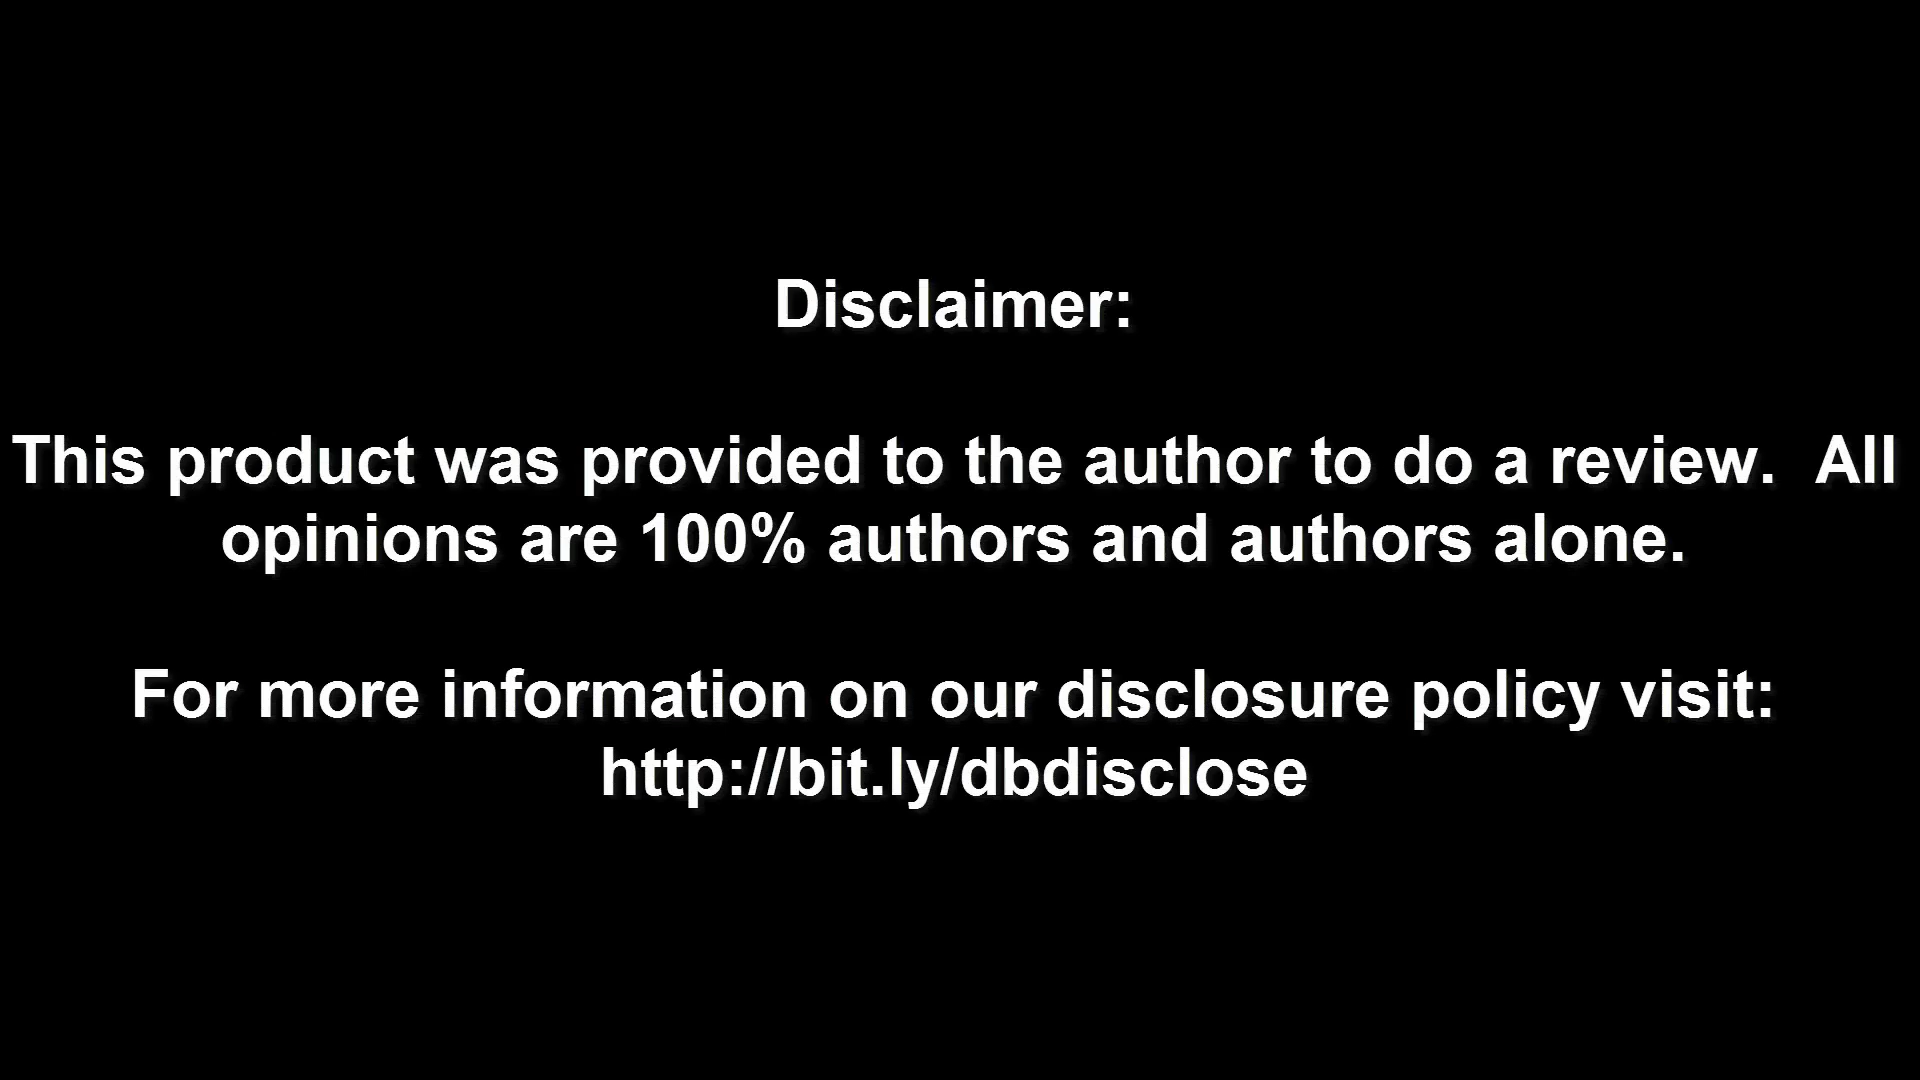 Disclaimer:
This product was provided to the author to do a review.  All
opinions are 100% authors and authors alone.
For more information on our disclosure policy visit:
http://bit.ly/dbdisclose